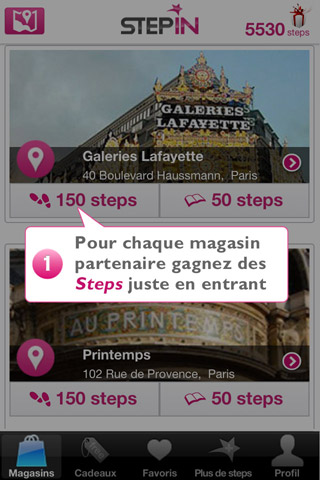 STEPIN
5530
steps
GALERIES
LAFAYETTE
Galeries Lafayette
40 Boulevard Haussmann, Paris
150 steps
50 steps
1
Pour chaque magasin
partenaire gagnez des
Steps juste en entrant
AU PRINTEMPS
Printemps
102 Rue de Provence, Paris
150 steps
50 steps
Magasins
Cadeaux
Favoris
Plus de steps
Profil